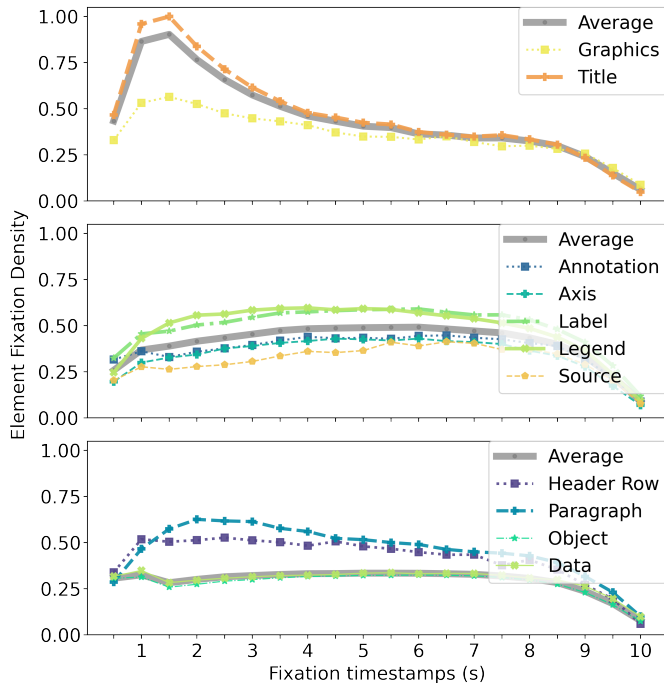 1.00
0.75
0.50
0.25
0.00
Average
Graphics
Title
1.00
0.75
0.50
0.25
0.00
Average
Annotation
Axis
Label
Legend
Source
1.00
0.75
0.50
0.25
0.00
Average
Header Row
Paragraph
Object
Data
1 2 3 4 5 6 7 8 9 10
Fixation timestamps (s)
Element Fixation Density